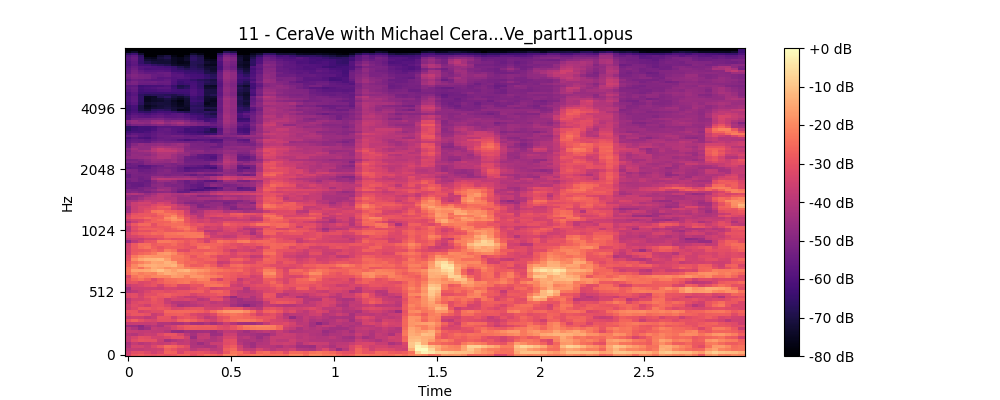 11 - CeraVe with Michael Cera...Ve_part11.opus
+0 dB
-10 dB
-20 dB
-30 dB
-40 dB
-50 dB
-60 dB
-70 dB
-80 dB
4096
2048
1024
512
0
Hz
0 0.5 1 1.5 2 2.5
Time